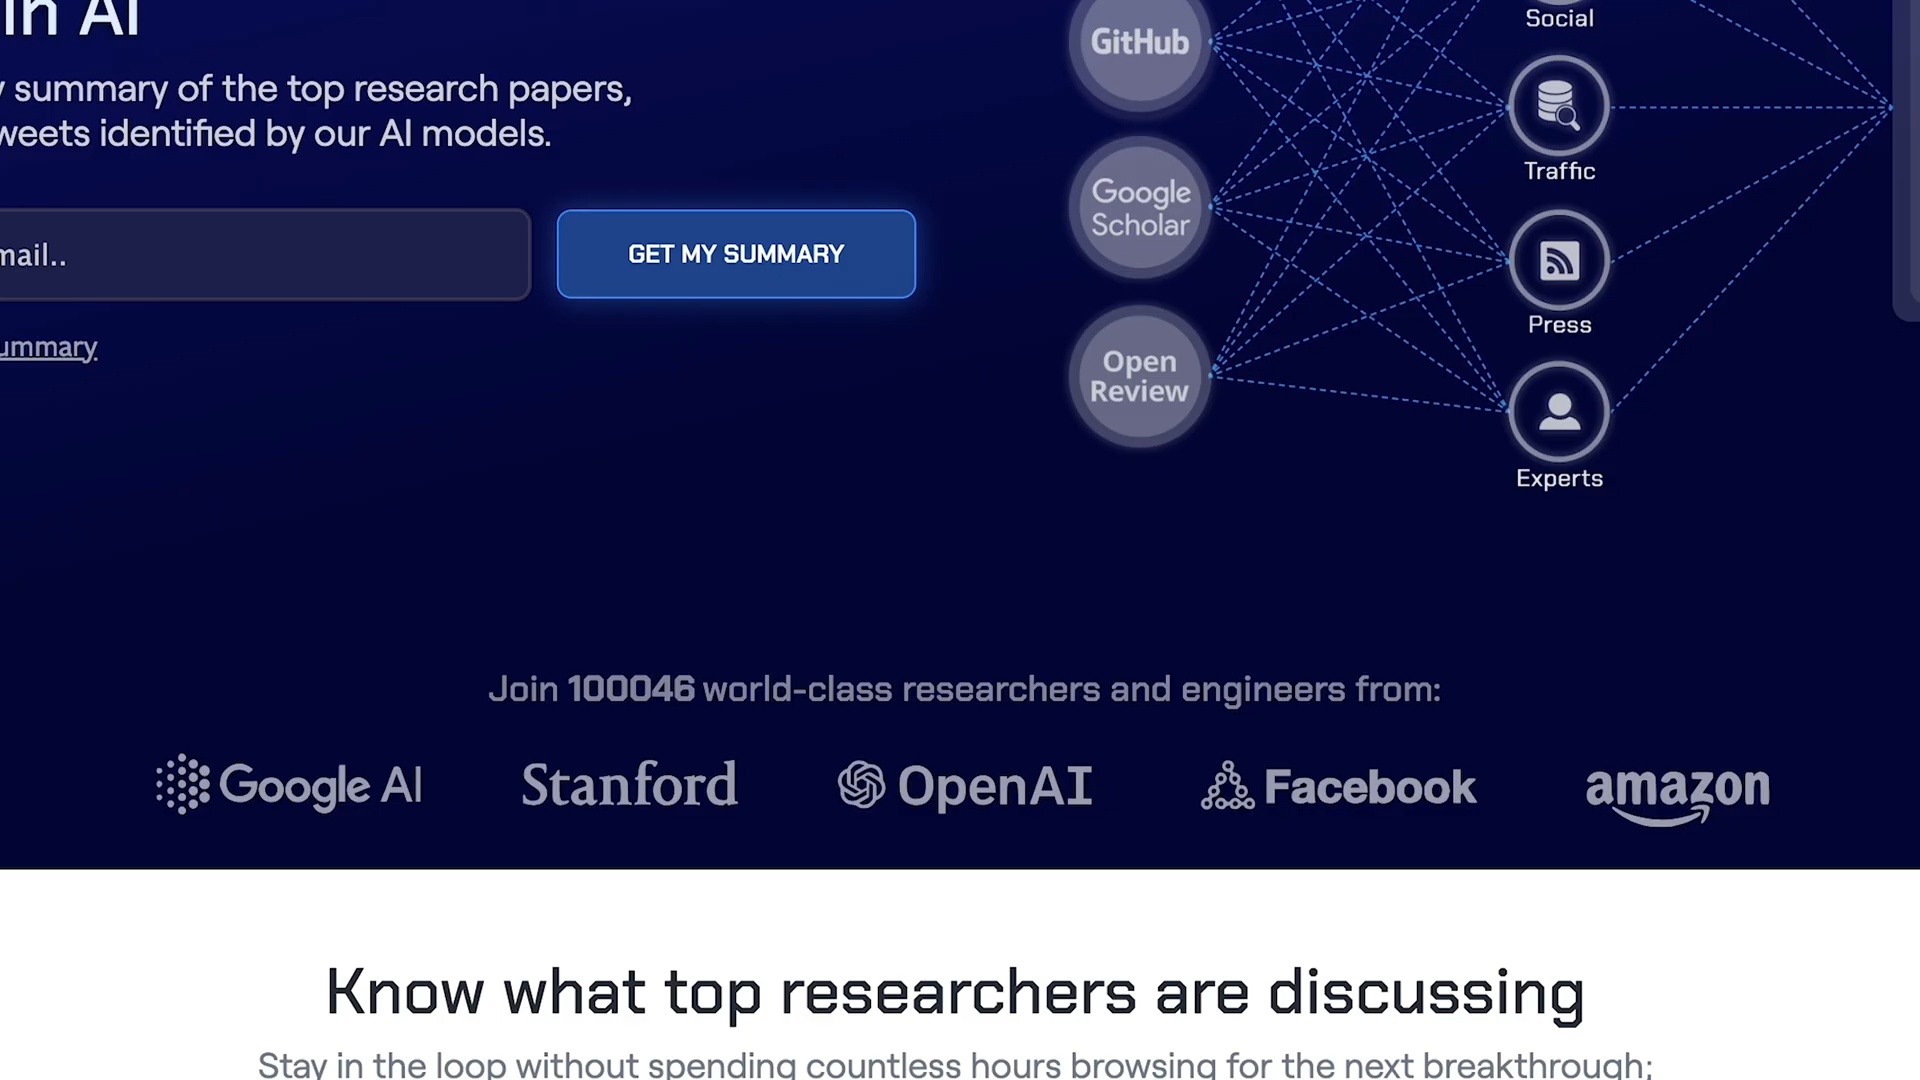 in AI
summary of the top research papers,
weets identified by our AI models.
mail..
GET MY SUMMARY
ummary
GitHub
Google
Scholar
Open
Review
Social
Traffic
Press
Experts
Join 100046 world-class researchers and engineers from:
Google AI
Stanford
OpenAI
Facebook
amazon
Know what top researchers are discussing
Stay in the loop without spending countless hours browsing for the next breakthrough;